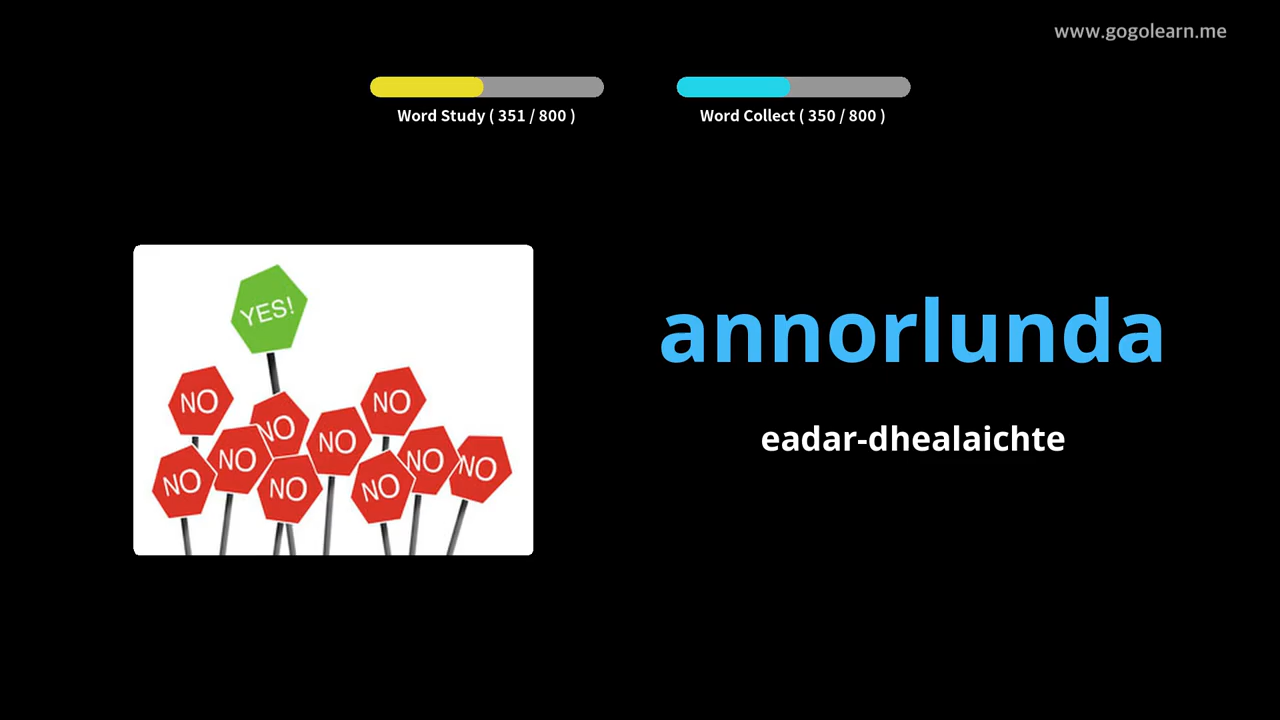 www.gogolearn.me
Word Study ( 351 / 800 )
Word Collect ( 350 / 800 )
YES!
NO
NO
NO
NO
NO
NO
NO
NO
NO
NO
annorlunda
eadar-dhealaichte